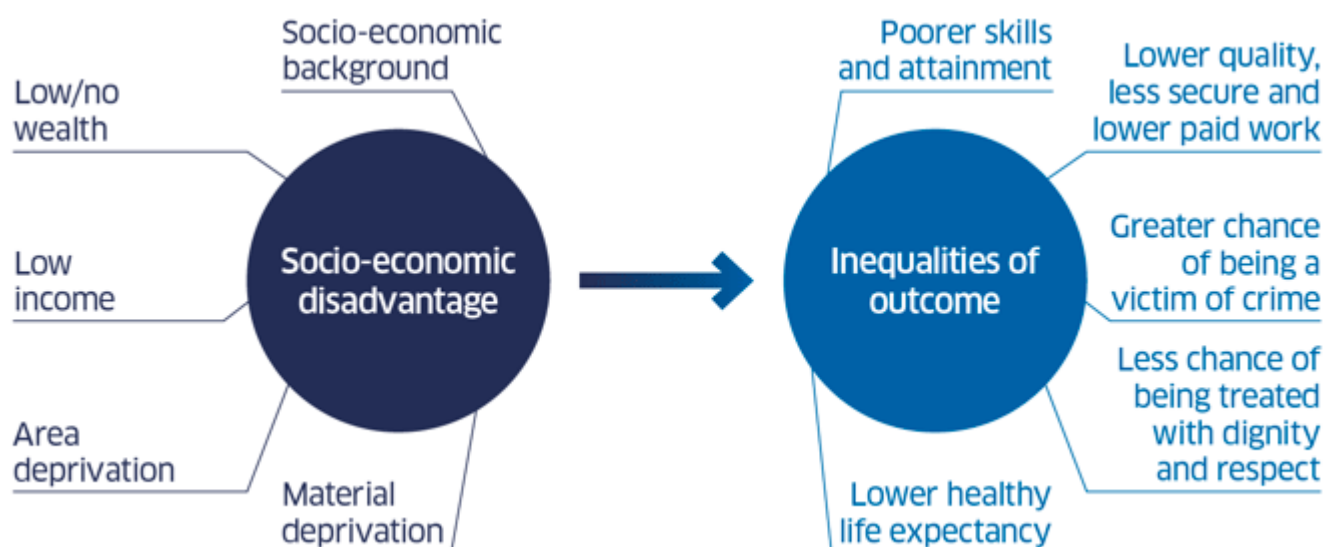 Socio-economic
background
Low/no
wealth
Low
income
Area
deprivation
Material
deprivation
Socio-economic
disadvantage
Inequalities of
outcome
Poorer skills
and attainment
Lower quality,
less secure and
lower paid work
Greater chance
of being a
victim of crime
Less chance of
being treated
with dignity
and respect
Lower healthy
life expectancy